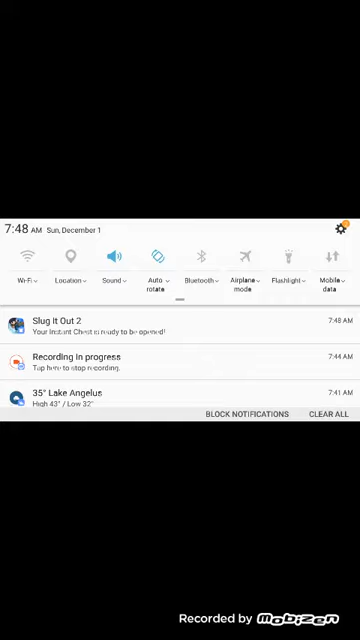 7:48 AM Sun, December 1
Wi-Fi Location Sound Auto rotate Bluetooth Airplane mode Flashlight Mobile data
Slug It Out 2 7:48 AM
Your Instant Chest is ready to be opened!
Recording in progress 7:44 AM
Tap here to stop recording.
35° Lake Angelus 7:41 AM
High 43° / Low 32°
BLOCK NOTIFICATIONS CLEAR ALL
Recorded by mobizen